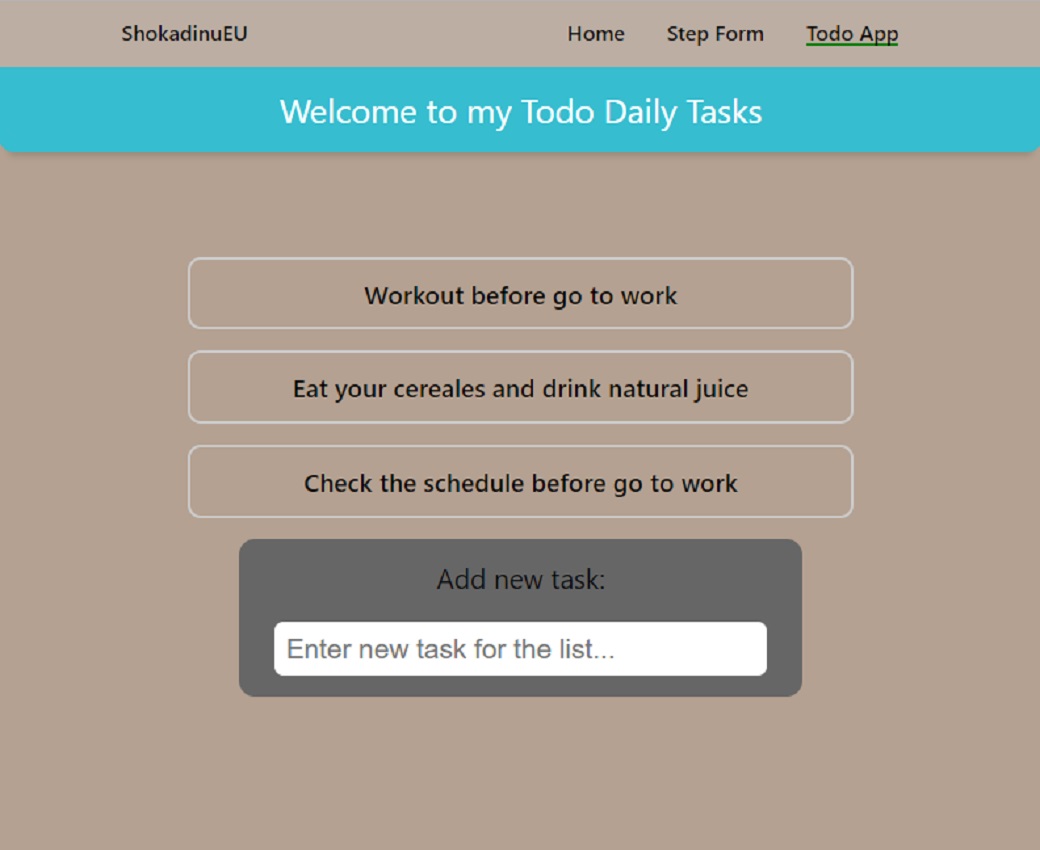 ShokadinuEU Home Step Form Todo App
Welcome to my Todo Daily Tasks
Workout before go to work
Eat your cereales and drink natural juice
Check the schedule before go to work
Add new task:
Enter new task for the list...